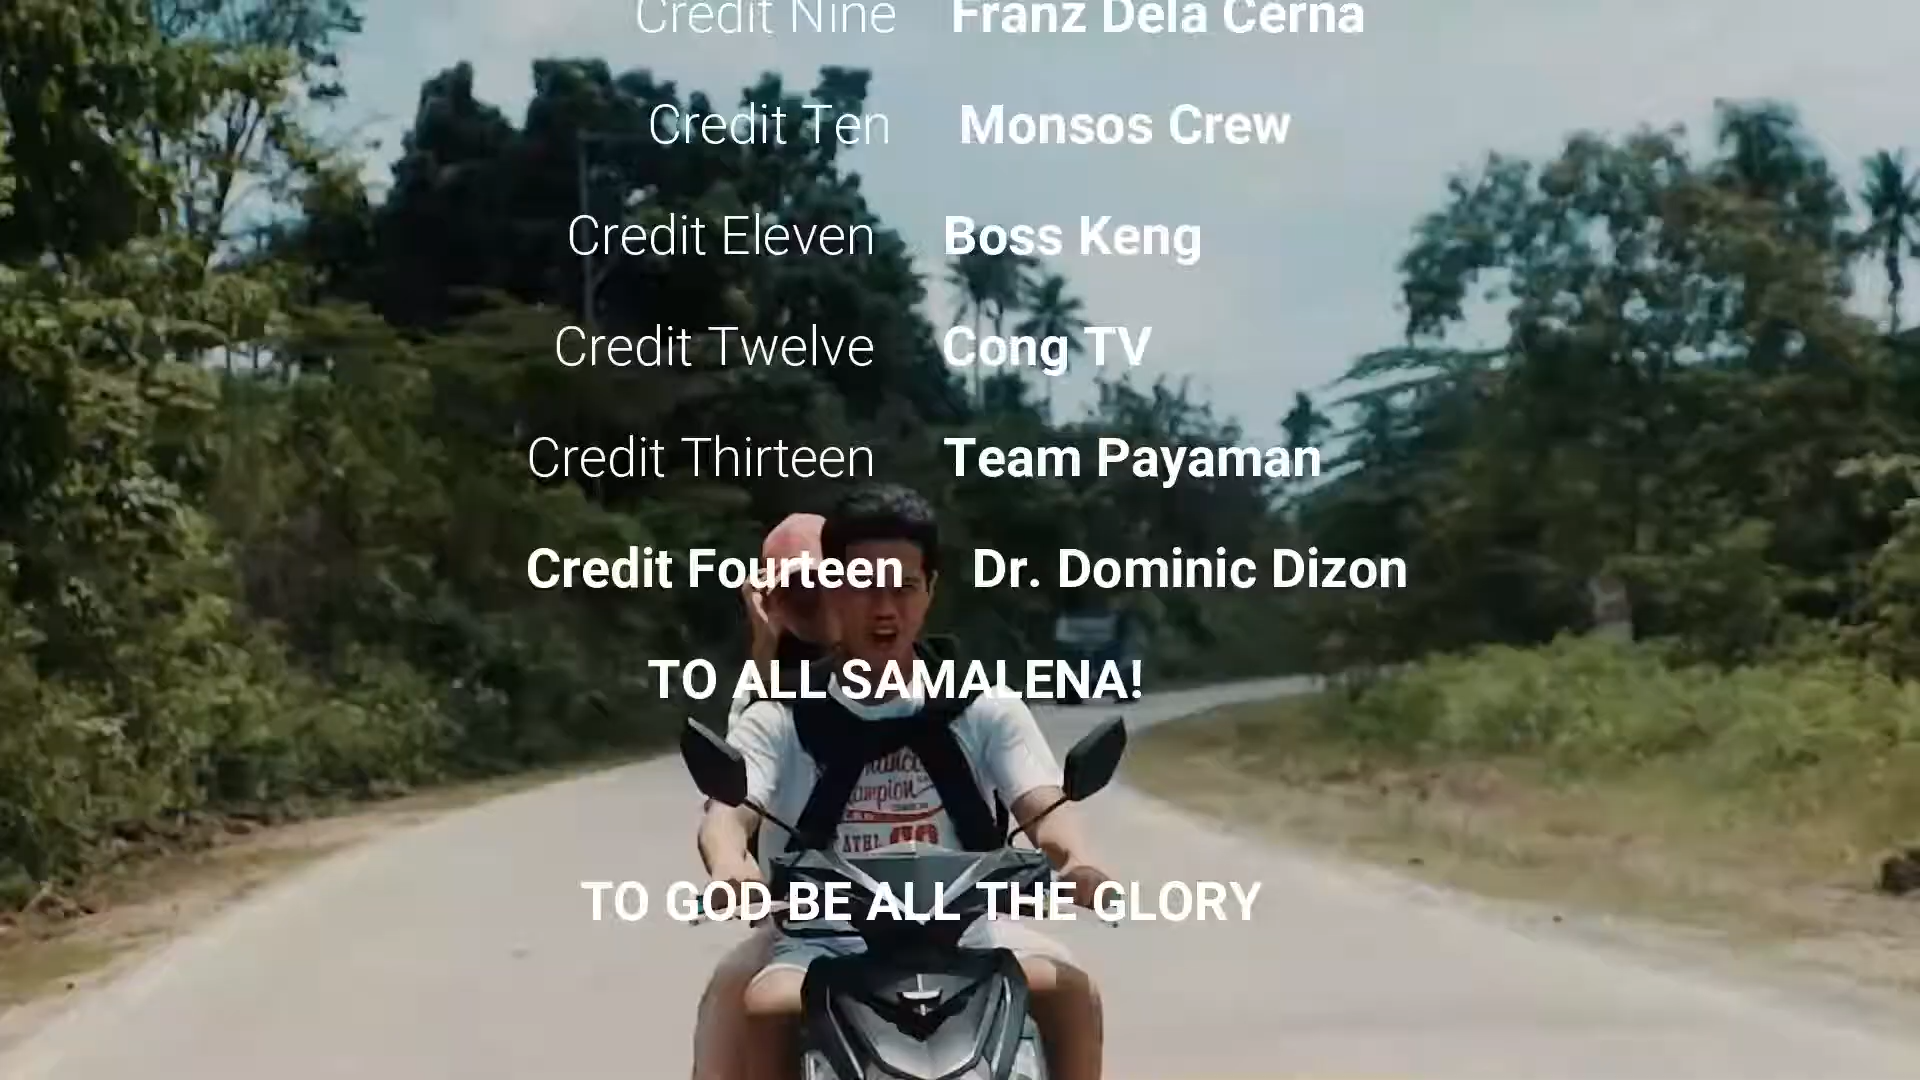 Credit Nine Franz Dela Cerna
Credit Ten Monsos Crew
Credit Eleven Boss Keng
Credit Twelve Cong TV
Credit Thirteen Team Payaman
Credit Fourteen Dr. Dominic Dizon
TO ALL SAMALENA!
TO GOD BE ALL THE GLORY